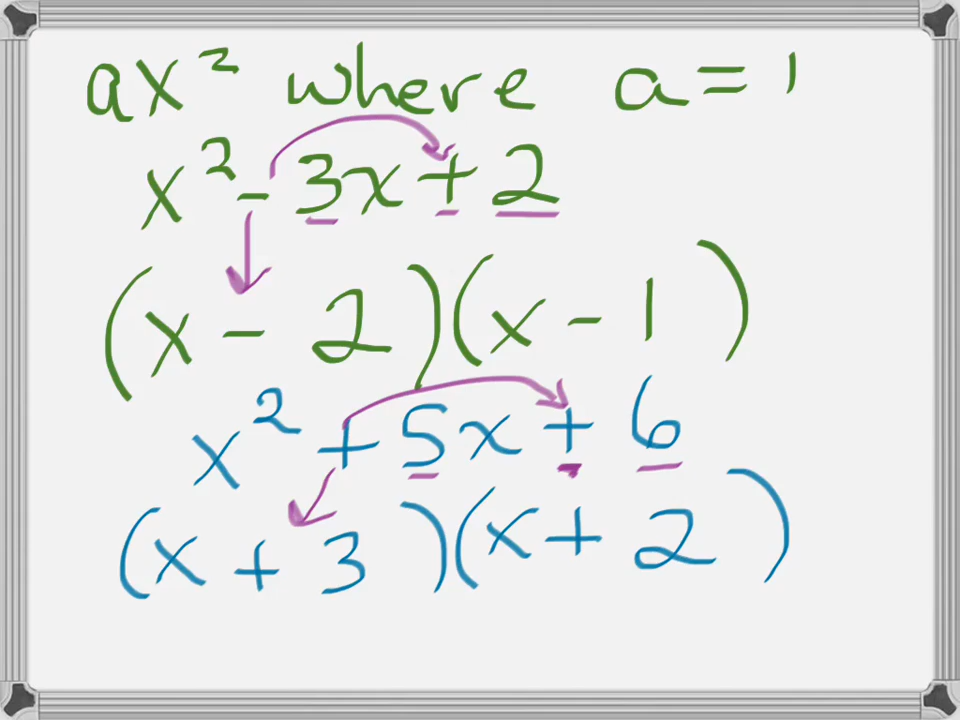 ax² where a = 1
x² - 3x + 2
(x - 2)(x - 1)
x² + 5x + 6
(x + 3)(x + 2)